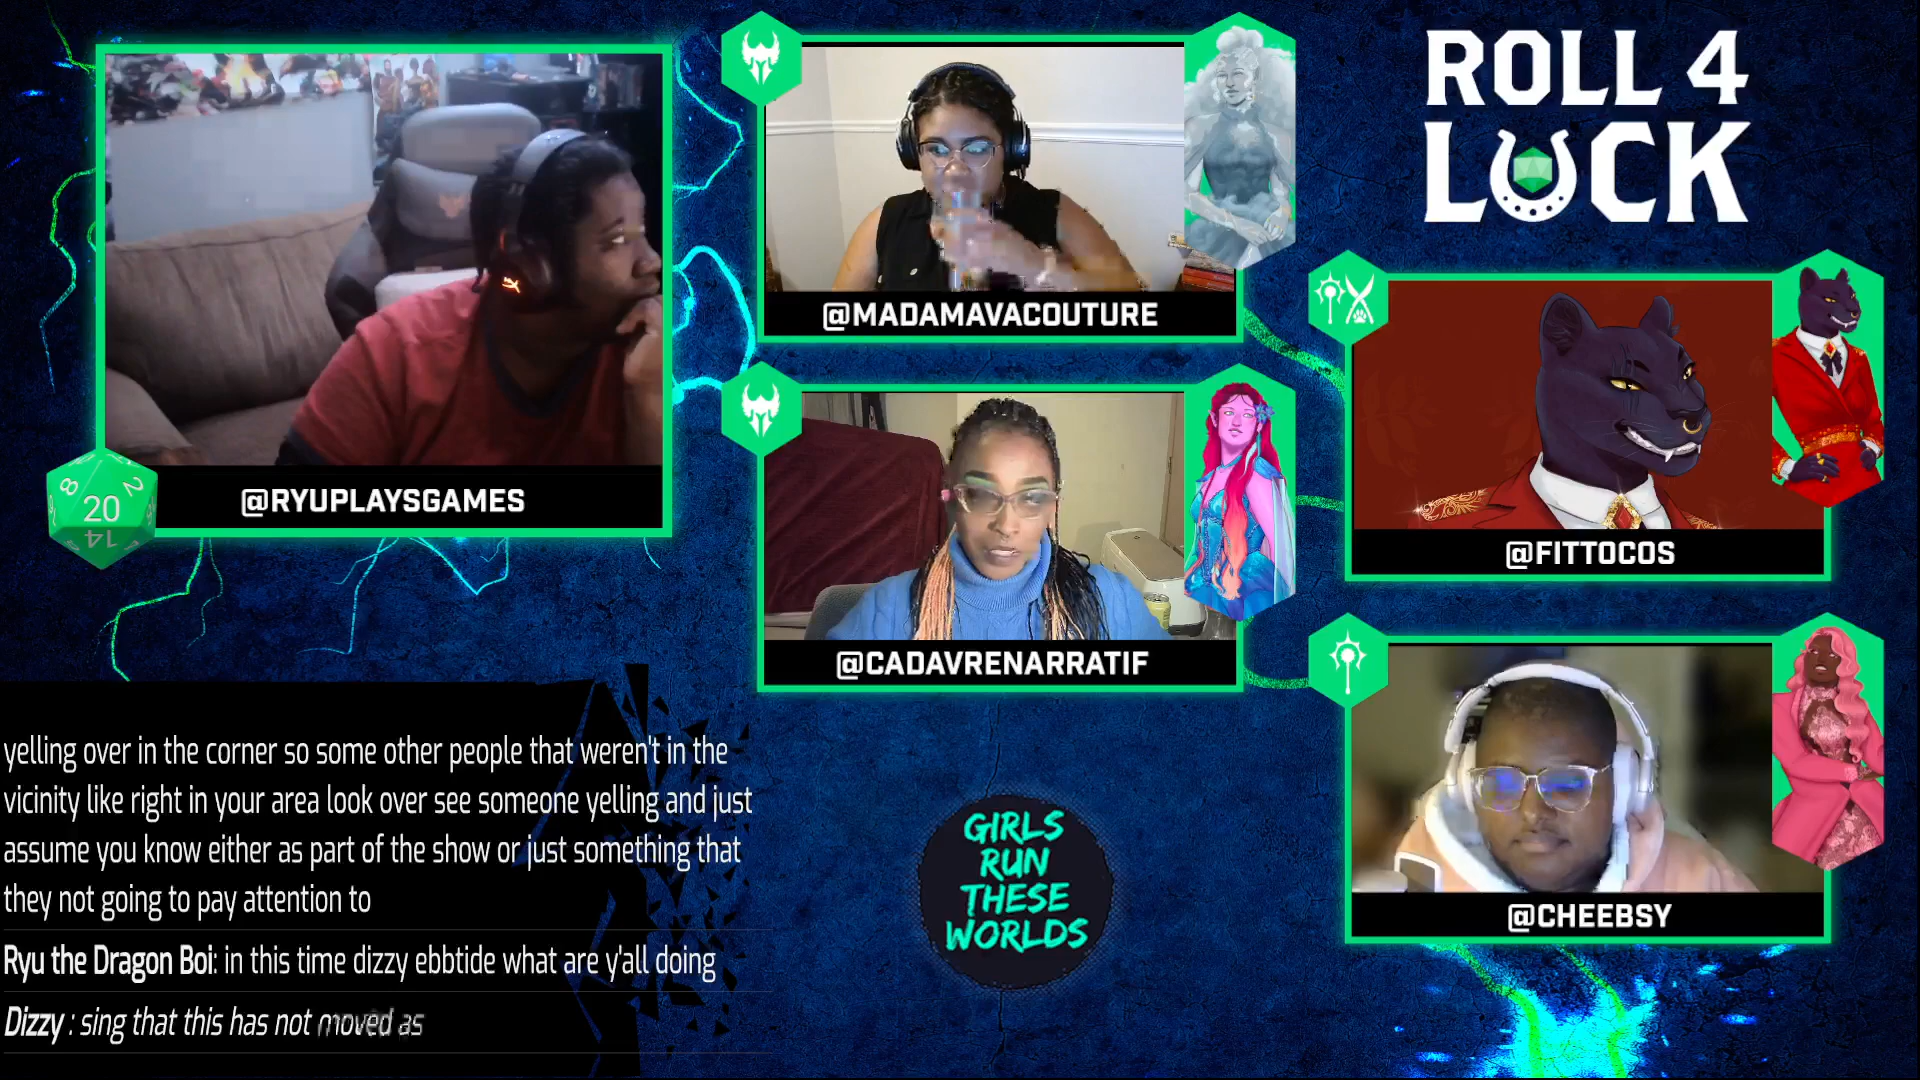 ROLL 4
LUCK
@MADAMAVACOUTURE
@RYUPLAYSGAMES
8
20
2
14
@FITTOCOS
@CADAVRENARRATIF
@CHEEBSY
GIRLS
RUN
THESE
WORLDS
yelling over in the corner so some other people that weren't in the
vicinity like right in your area look over see someone yelling and just
assume you know either as part of the show or just something that
they not going to pay attention to
Ryu the Dragon Boi: in this time dizzy ebbtide what are y'all doing
Dizzy : sing that this has not moved as